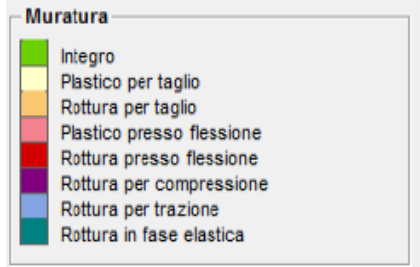 Muratura
Integro
Plastico per taglio
Rottura per taglio
Plastico presso flessione
Rottura presso flessione
Rottura per compressione
Rottura per trazione
Rottura in fase elastica